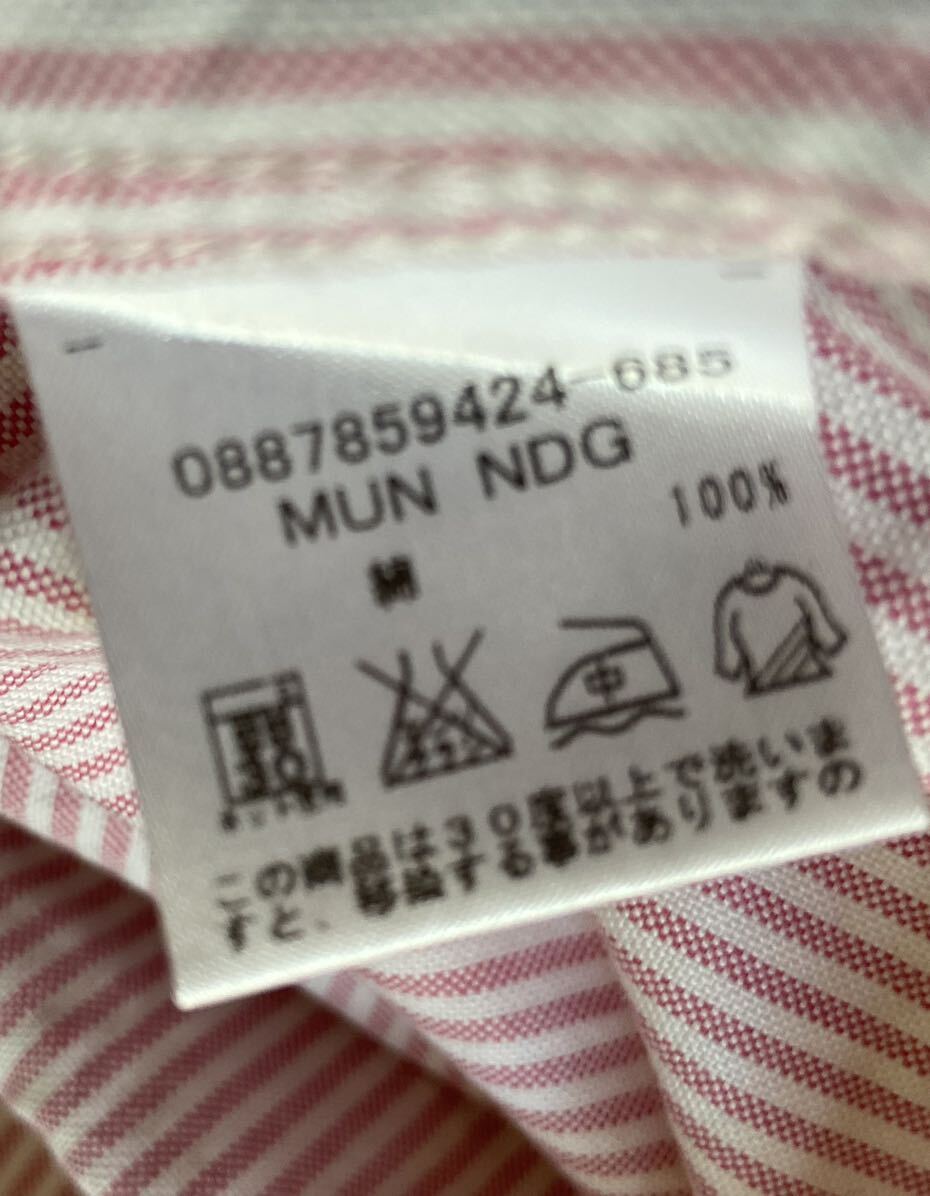 0887859424-685
MUN NDG
綿 100%
中
この商品は30度以上で洗いま
すと、移染する事がありますの